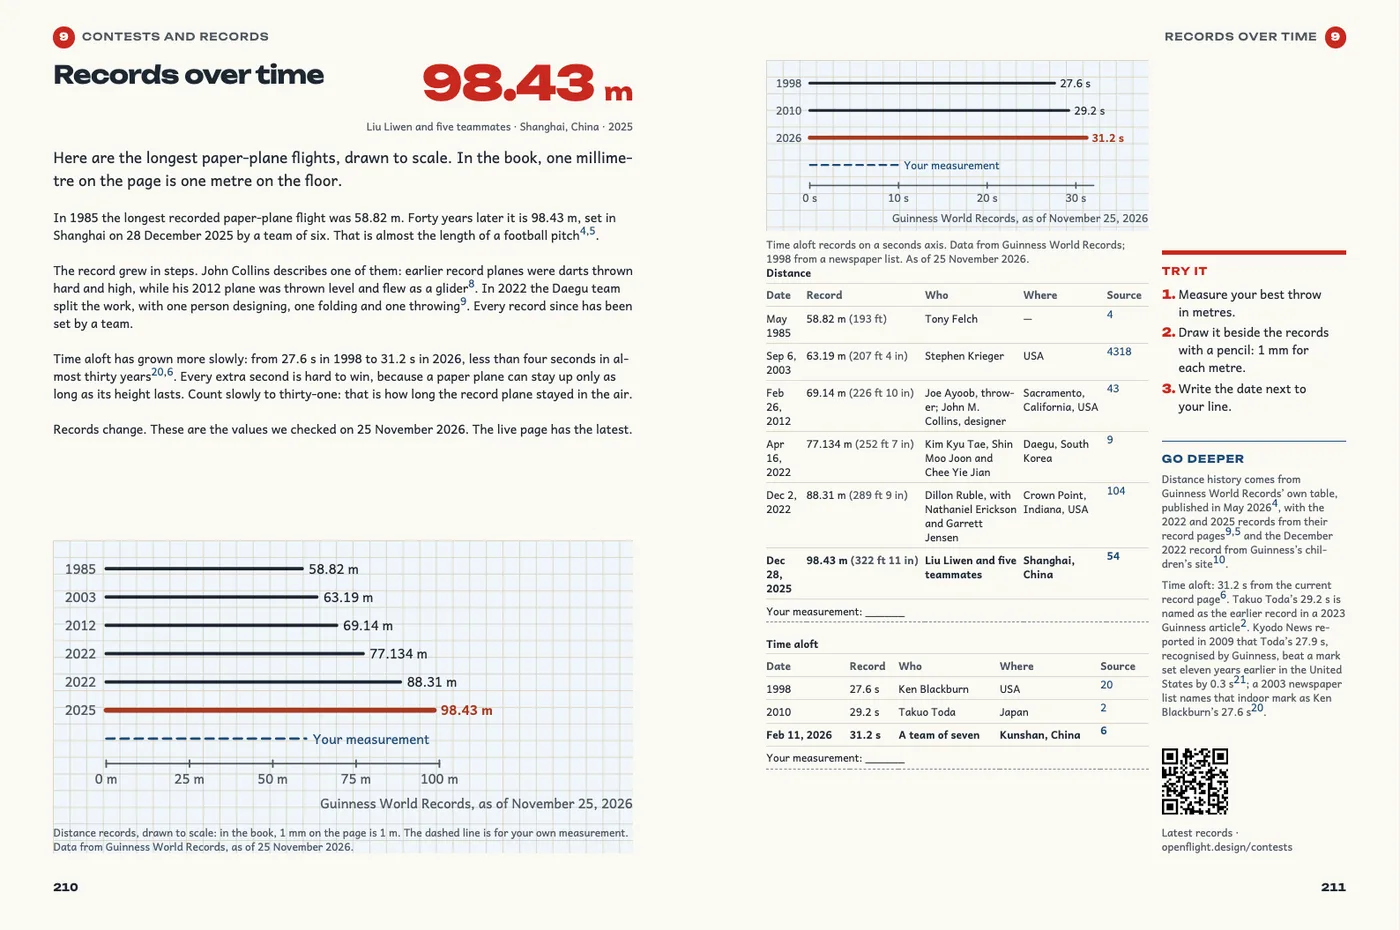 9 CONTESTS AND RECORDS
Records over time
98.43 m
Liu Liwen and five teammates · Shanghai, China · 2025
Here are the longest paper-plane flights, drawn to scale. In the book, one millime-
tre on the page is one metre on the floor.
In 1985 the longest recorded paper-plane flight was 58.82 m. Forty years later it is 98.43 m, set in
Shanghai on 28 December 2025 by a team of six. That is almost the length of a football pitch4,5.
The record grew in steps. John Collins describes one of them: earlier record planes were darts thrown
hard and high, while his 2012 plane was thrown level and flew as a glider8. In 2022 the Daegu team
split the work, with one person designing, one folding and one throwing9. Every record since has been
set by a team.
Time aloft has grown more slowly: from 27.6 s in 1998 to 31.2 s in 2026, less than four seconds in al-
most thirty years20,6. Every extra second is hard to win, because a paper plane can stay up only as
long as its height lasts. Count slowly to thirty-one: that is how long the record plane stayed in the air.
Records change. These are the values we checked on 25 November 2026. The live page has the latest.
1985 58.82 m
2003 63.19 m
2012 69.14 m
2022 77.134 m
2022 88.31 m
2025 98.43 m
Your measurement
0 m 25 m 50 m 75 m 100 m
Guinness World Records, as of November 25, 2026
Distance records, drawn to scale: in the book, 1 mm on the page is 1 m. The dashed line is for your own measurement.
Data from Guinness World Records, as of 25 November 2026.
210
RECORDS OVER TIME 9
1998 27.6 s
2010 29.2 s
2026 31.2 s
Your measurement
0 s 10 s 20 s 30 s
Guinness World Records, as of November 25, 2026
Time aloft records on a seconds axis. Data from Guinness World Records;
1998 from a newspaper list. As of 25 November 2026.
Distance
Date Record Who Where Source
May 58.82 m (193 ft) Tony Felch — 4
1985
Sep 6, 63.19 m (207 ft 4 in) Stephen Krieger USA 4318
2003
Feb 69.14 m (226 ft 10 in) Joe Ayoob, throw- Sacramento, 43
26, er; John M. California, USA
2012 Collins, designer
Apr 77.134 m (252 ft 7 in) Kim Kyu Tae, Shin Daegu, South 9
16, Moo Joon and Korea
2022 Chee Yie Jian
Dec 2, 88.31 m (289 ft 9 in) Dillon Ruble, with Crown Point, 104
2022 Nathaniel Erickson Indiana, USA
and Garrett
Jensen
Dec 98.43 m (322 ft 11 in) Liu Liwen and five Shanghai, 54
28, teammates China
2025
Your measurement: ______
Time aloft
Date Record Who Where Source
1998 27.6 s Ken Blackburn USA 20
2010 29.2 s Takuo Toda Japan 2
Feb 11, 2026 31.2 s A team of seven Kunshan, China 6
Your measurement: ______
TRY IT
1. Measure your best throw
in metres.
2. Draw it beside the records
with a pencil: 1 mm for
each metre.
3. Write the date next to
your line.
GO DEEPER
Distance history comes from
Guinness World Records' own table,
published in May 20264, with the
2022 and 2025 records from their
record pages9,5 and the December
2022 record from Guinness's chil-
dren's site10.
Time aloft: 31.2 s from the current
record page6. Takuo Toda's 29.2 s is
named as the earlier record in a 2023
Guinness article2. Kyodo News re-
ported in 2009 that Toda's 27.9 s,
recognised by Guinness, beat a mark
set eleven years earlier in the United
States by 0.3 s21; a 2003 newspaper
list names that indoor mark as Ken
Blackburn's 27.6 s20.
Latest records ·
openflight.design/contests
211